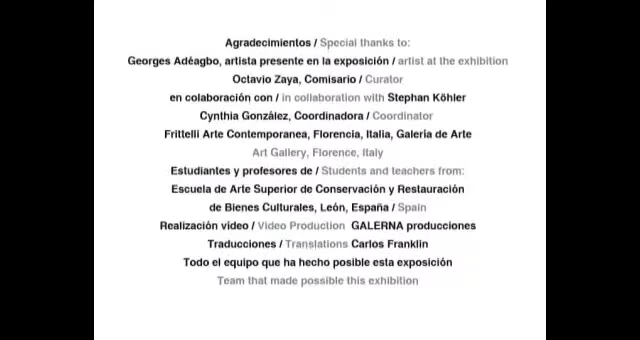 Agradecimientos / Special thanks to:
Georges Adéagbo, artista presente en la exposición / artist at the exhibition
Octavio Zaya, Comisario / Curator
en colaboración con / in collaboration with Stephan Köhler
Cynthia González, Coordinadora / Coordinator
Frittelli Arte Contemporanea, Florencia, Italia, Galeria de Arte
Art Gallery, Florence, Italy
Estudiantes y profesores de / Students and teachers from:
Escuela de Arte Superior de Conservación y Restauración
de Bienes Culturales, León, España / Spain
Realización vídeo / Video Production GALERNA producciones
Traducciones / Translations Carlos Franklin
Todo el equipo que ha hecho posible esta exposición
Team that made possible this exhibition